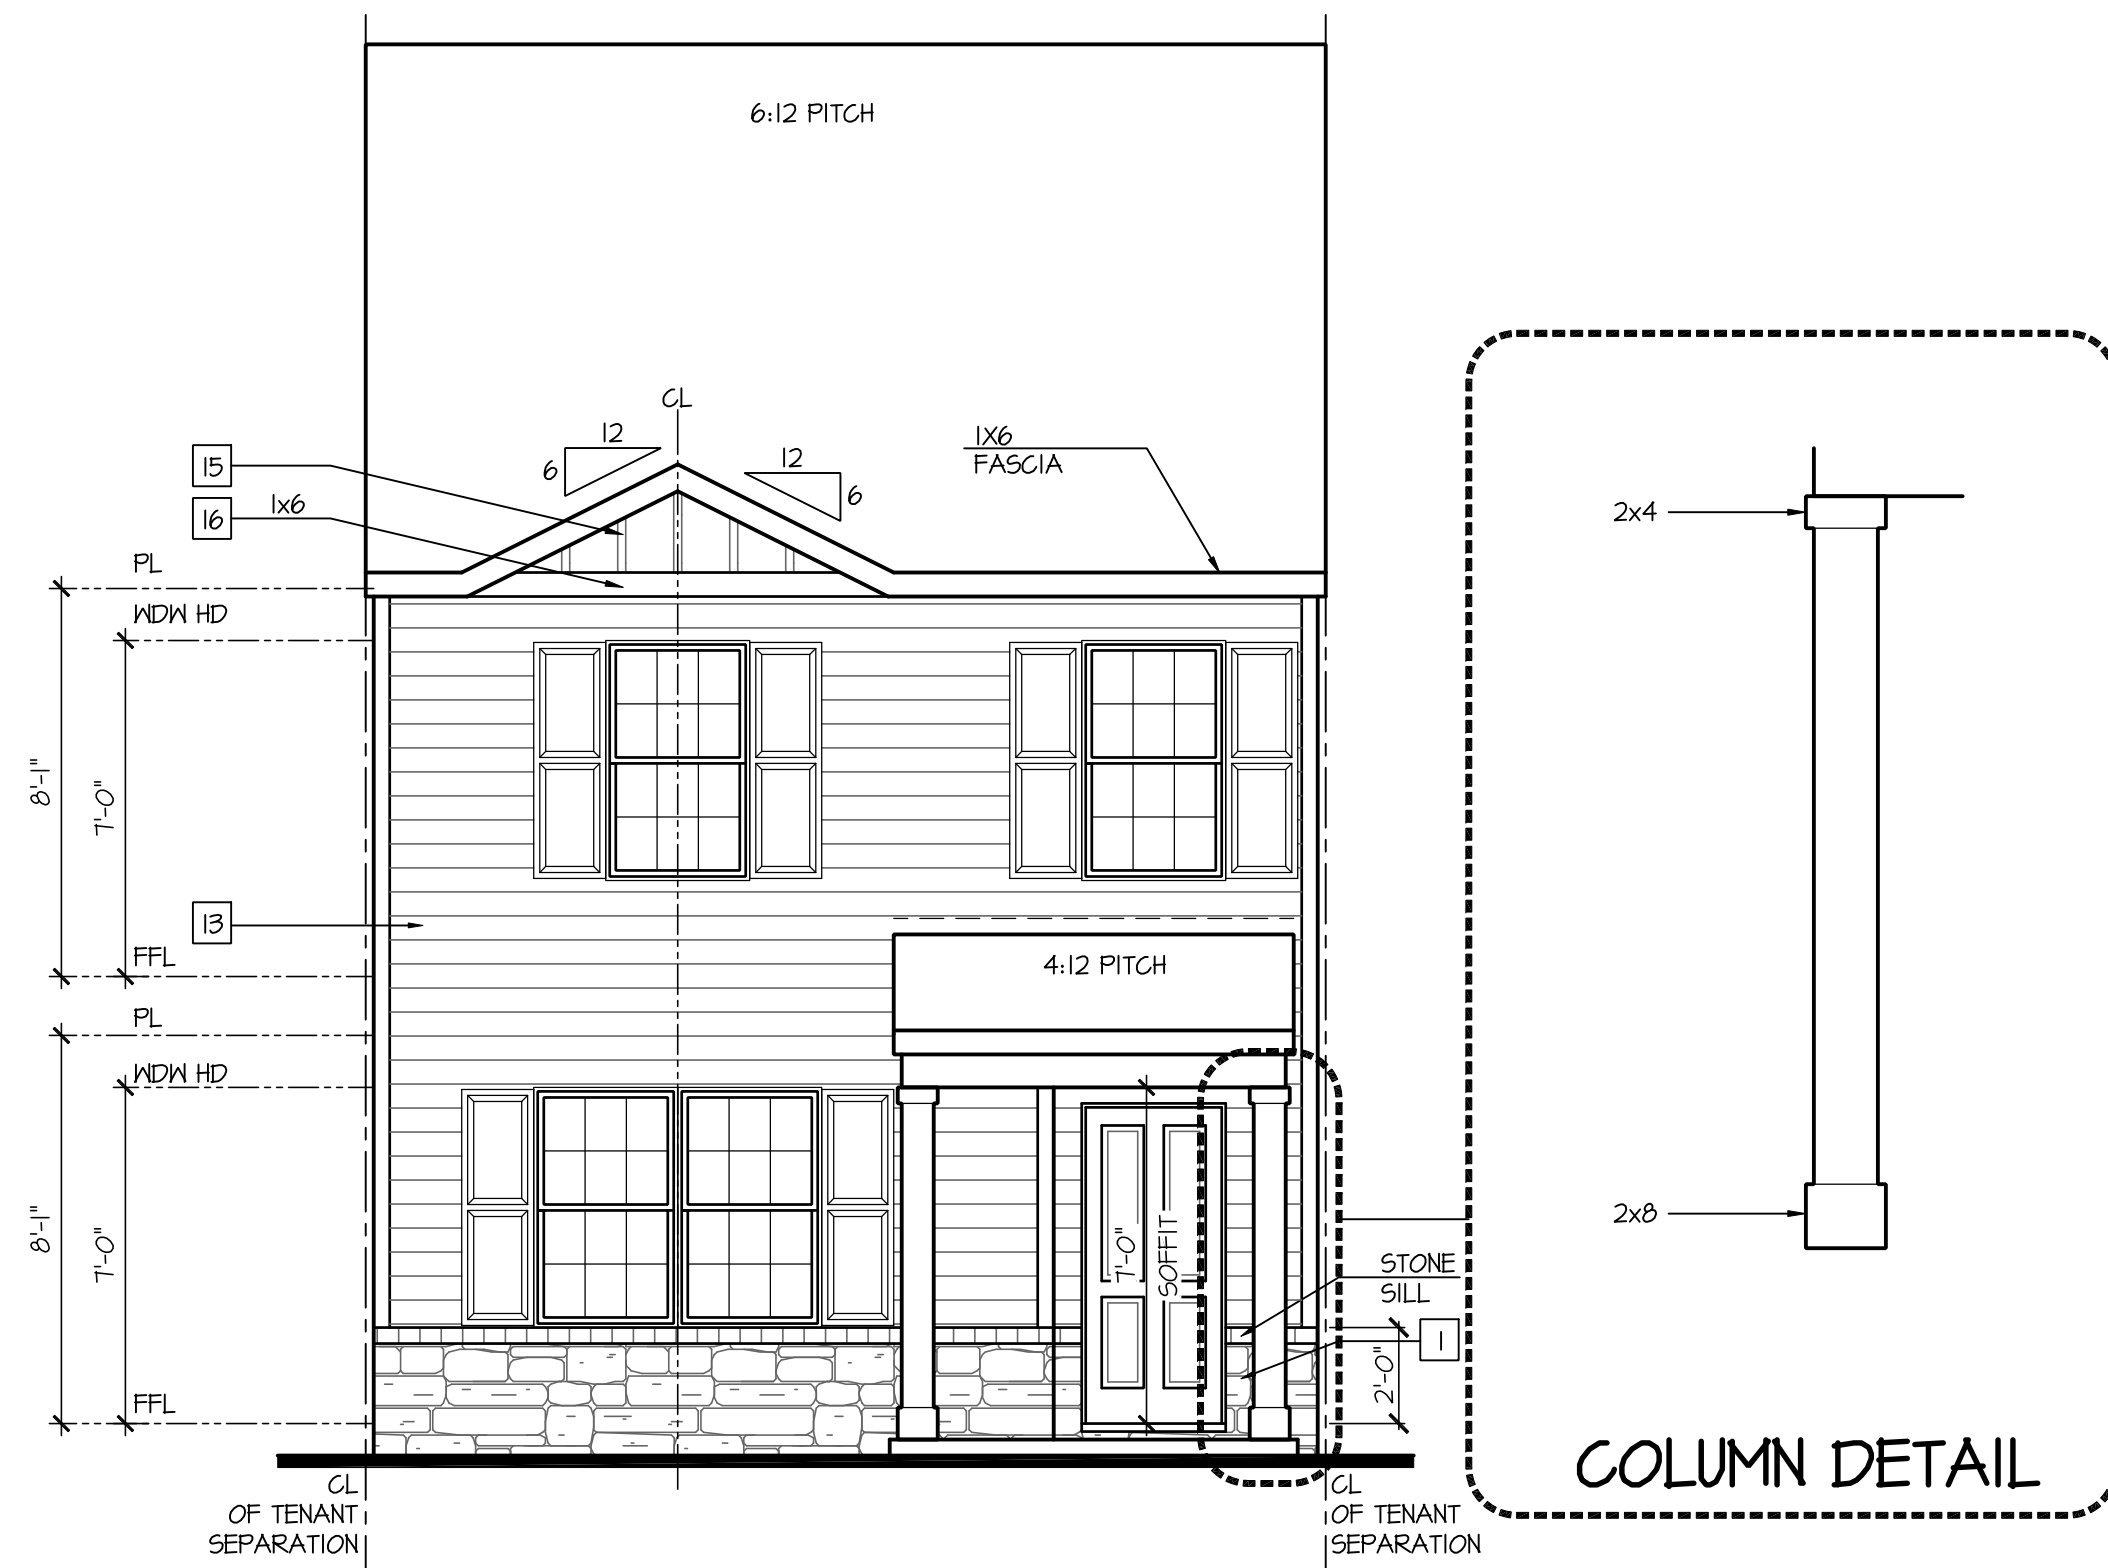 6:12 PITCH
CL
12
6
12
6
1X6
FASCIA
15
16
1x6
PL
WDW HD
8'-1"
7'-0"
13
FFL
4:12 PITCH
PL
WDW HD
8'-1"
7'-0"
7'-0"
SOFFIT
STONE
SILL
1
2'-0"
FFL
CL
OF TENANT
SEPARATION
CL
OF TENANT
SEPARATION
2x4
2x8
COLUMN DETAIL